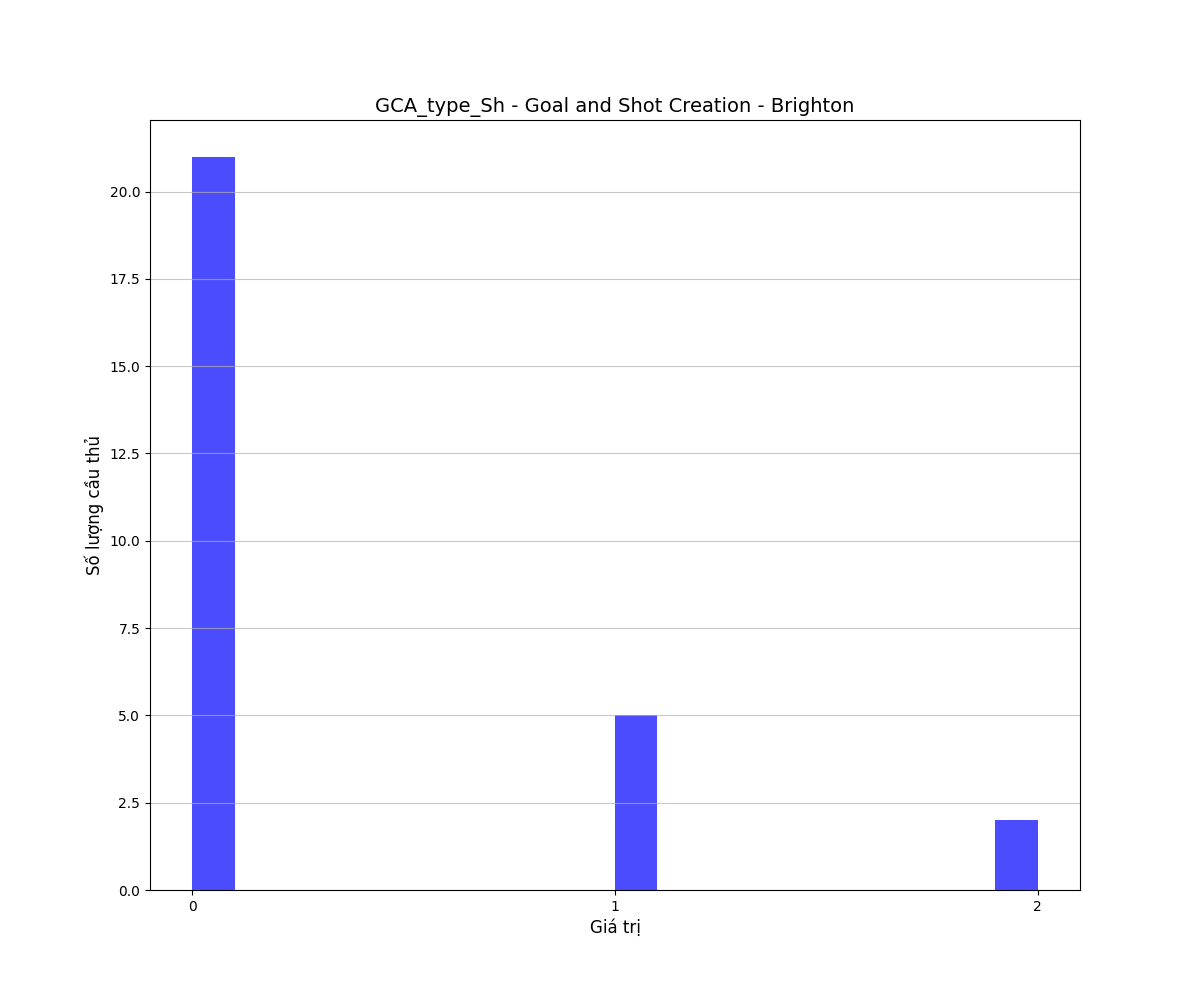 GCA_type_Sh - Goal and Shot Creation - Brighton
Số lượng cầu thủ
20.0
17.5
15.0
12.5
10.0
7.5
5.0
2.5
0.0
0 1 2
Giá trị